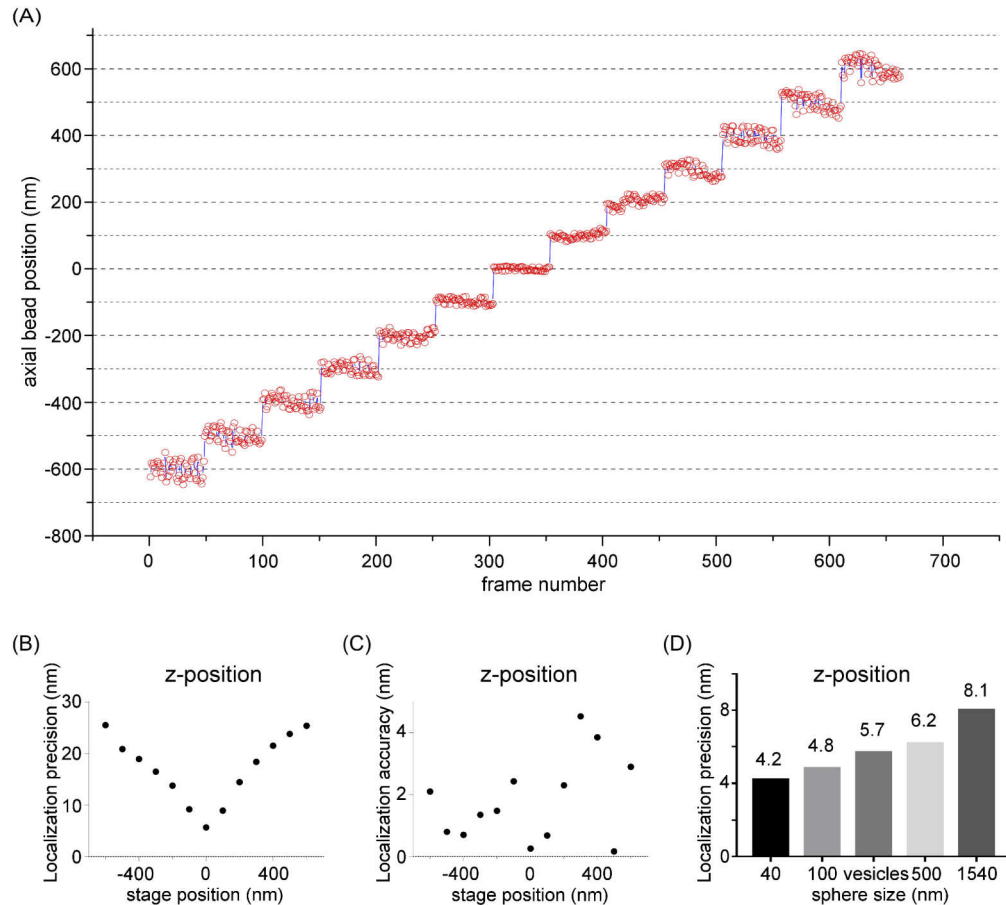 (A)
axial bead position (nm)
600
400
200
0
-200
-400
-600
-800
0 100 200 300 400 500 600 700
frame number
(B)
z-position
Localization precision (nm)
30
20
10
0
-400 0 400
stage position (nm)
(C)
z-position
Localization accuracy (nm)
4
2
0
-400 0 400
stage position (nm)
(D)
z-position
Localization precision (nm)
8
4
0
4.2 4.8 5.7 6.2 8.1
40 100 vesicles 500 1540
sphere size (nm)